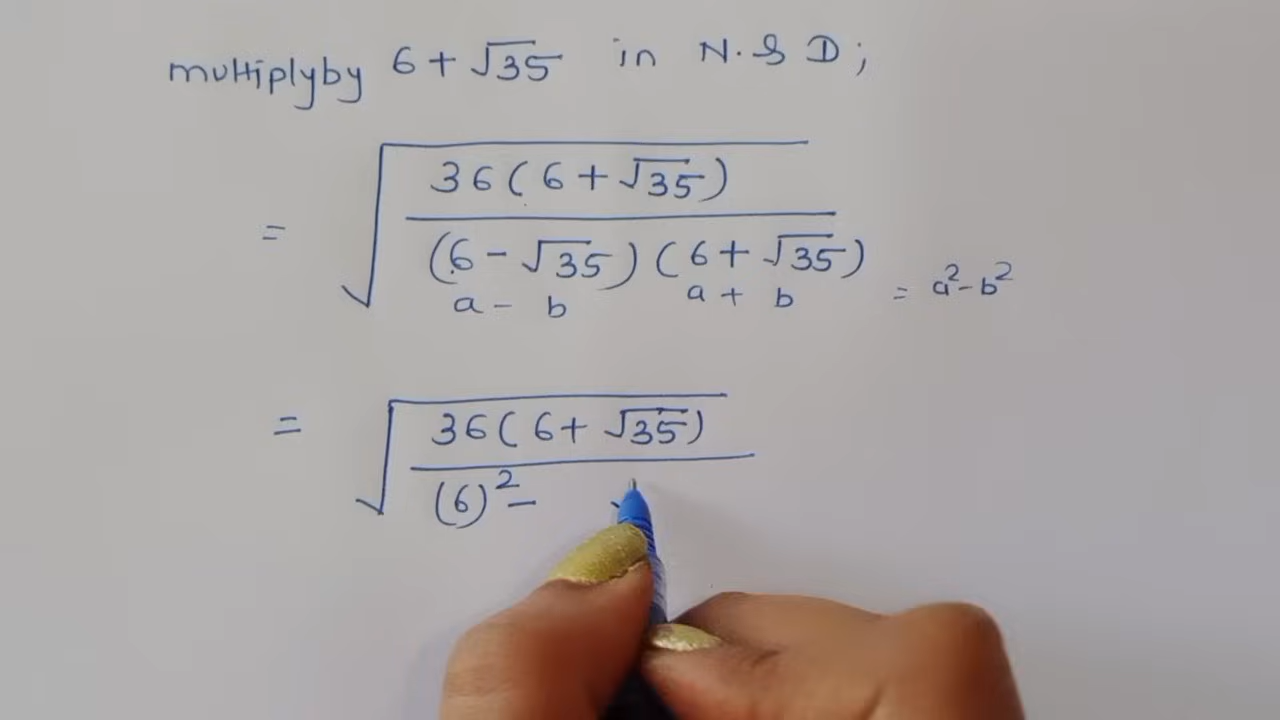 multiply by 6 + √35 in N. & D ;
= √(36(6 + √35) / (6 - √35)(6 + √35))
a - b a + b = a² - b²
= √(36(6 + √35) / (6)² -